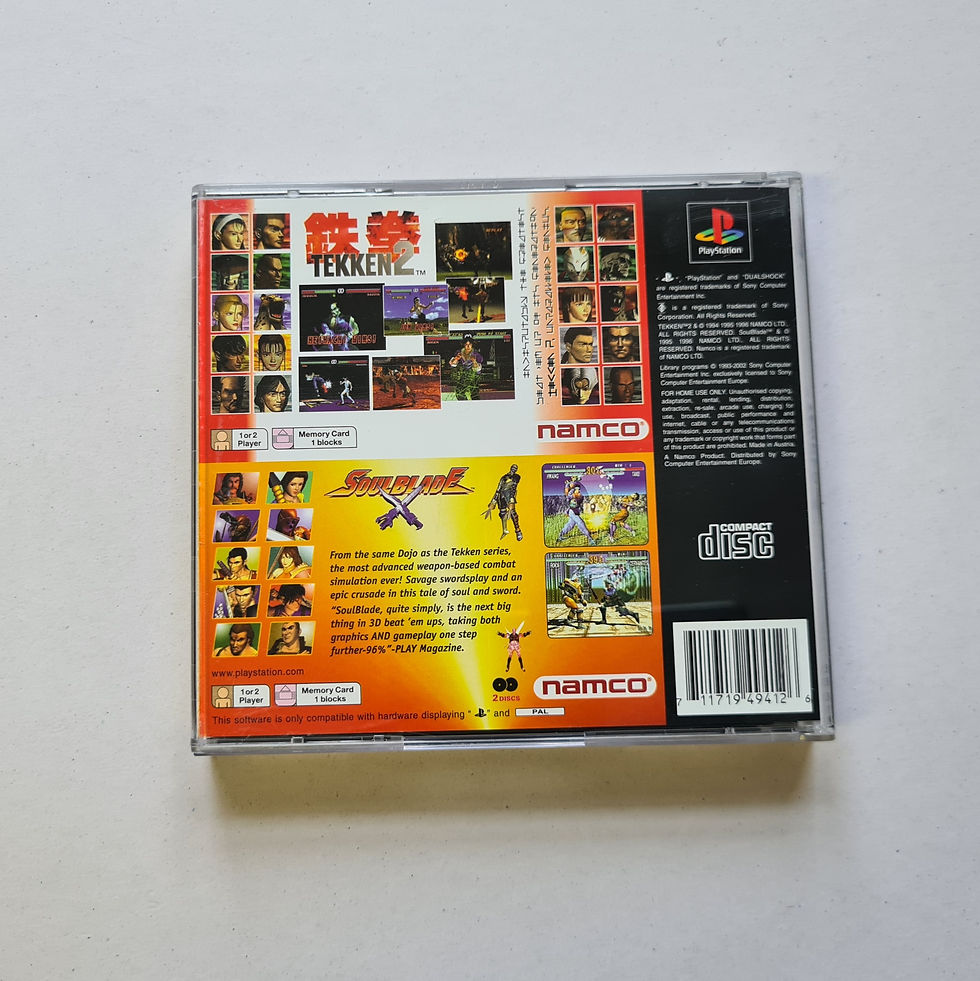 鉄拳
TEKKEN 2™
REPLAY
HEIHACHI WINS!
1 or 2
Player
Memory Card
1 blocks
namco®
SOULBLADE
From the same Dojo as the Tekken series,
the most advanced weapon-based combat
simulation ever! Savage swordsplay and an
epic crusade in this tale of soul and sword.
“SoulBlade, quite simply, is the next big
thing in 3D beat ‘em ups, taking both
graphics AND gameplay one step
further-96%”-PLAY Magazine.
www.playstation.com
1 or 2
Player
Memory Card
1 blocks
2 DISCS
namco®
This software is only compatible with hardware displaying “ ” and PAL
PlayStation
- “PlayStation” and “DUALSHOCK”
are registered trademarks of Sony Computer
Entertainment Inc.
is a registered trademark of Sony
Corporation. All Rights Reserved.
TEKKEN™2 & © 1994 1995 1996 NAMCO LTD.,
ALL RIGHTS RESERVED. SoulBlade™ & ©
1995 1996 NAMCO LTD., ALL RIGHTS
RESERVED. Namco is a registered trademark
of NAMCO LTD.
Library programs © 1993-2002 Sony Computer
Entertainment Inc. exclusively licensed to Sony
Computer Entertainment Europe.
FOR HOME USE ONLY. Unauthorised copying,
adaptation, rental, lending, distribution,
extraction, re-sale, arcade use, charging for
use, broadcast, public performance and
internet, cable or any telecommunications
transmission, access or use of this product or
any trademark or copyright work that forms part
of this product are prohibited. Made in Austria.
A Namco Product. Distributed by Sony
Computer Entertainment Europe.
COMPACT
disc
7 11719 49412 6